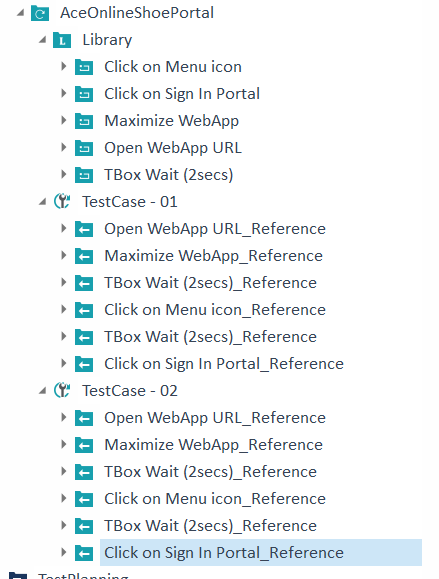 AceOnlineShoePortal
Library
Click on Menu icon
Click on Sign In Portal
Maximize WebApp
Open WebApp URL
TBox Wait (2secs)
TestCase - 01
Open WebApp URL_Reference
Maximize WebApp_Reference
TBox Wait (2secs)_Reference
Click on Menu icon_Reference
TBox Wait (2secs)_Reference
Click on Sign In Portal_Reference
TestCase - 02
Open WebApp URL_Reference
Maximize WebApp_Reference
TBox Wait (2secs)_Reference
Click on Menu icon_Reference
TBox Wait (2secs)_Reference
Click on Sign In Portal_Reference
TestPlanning